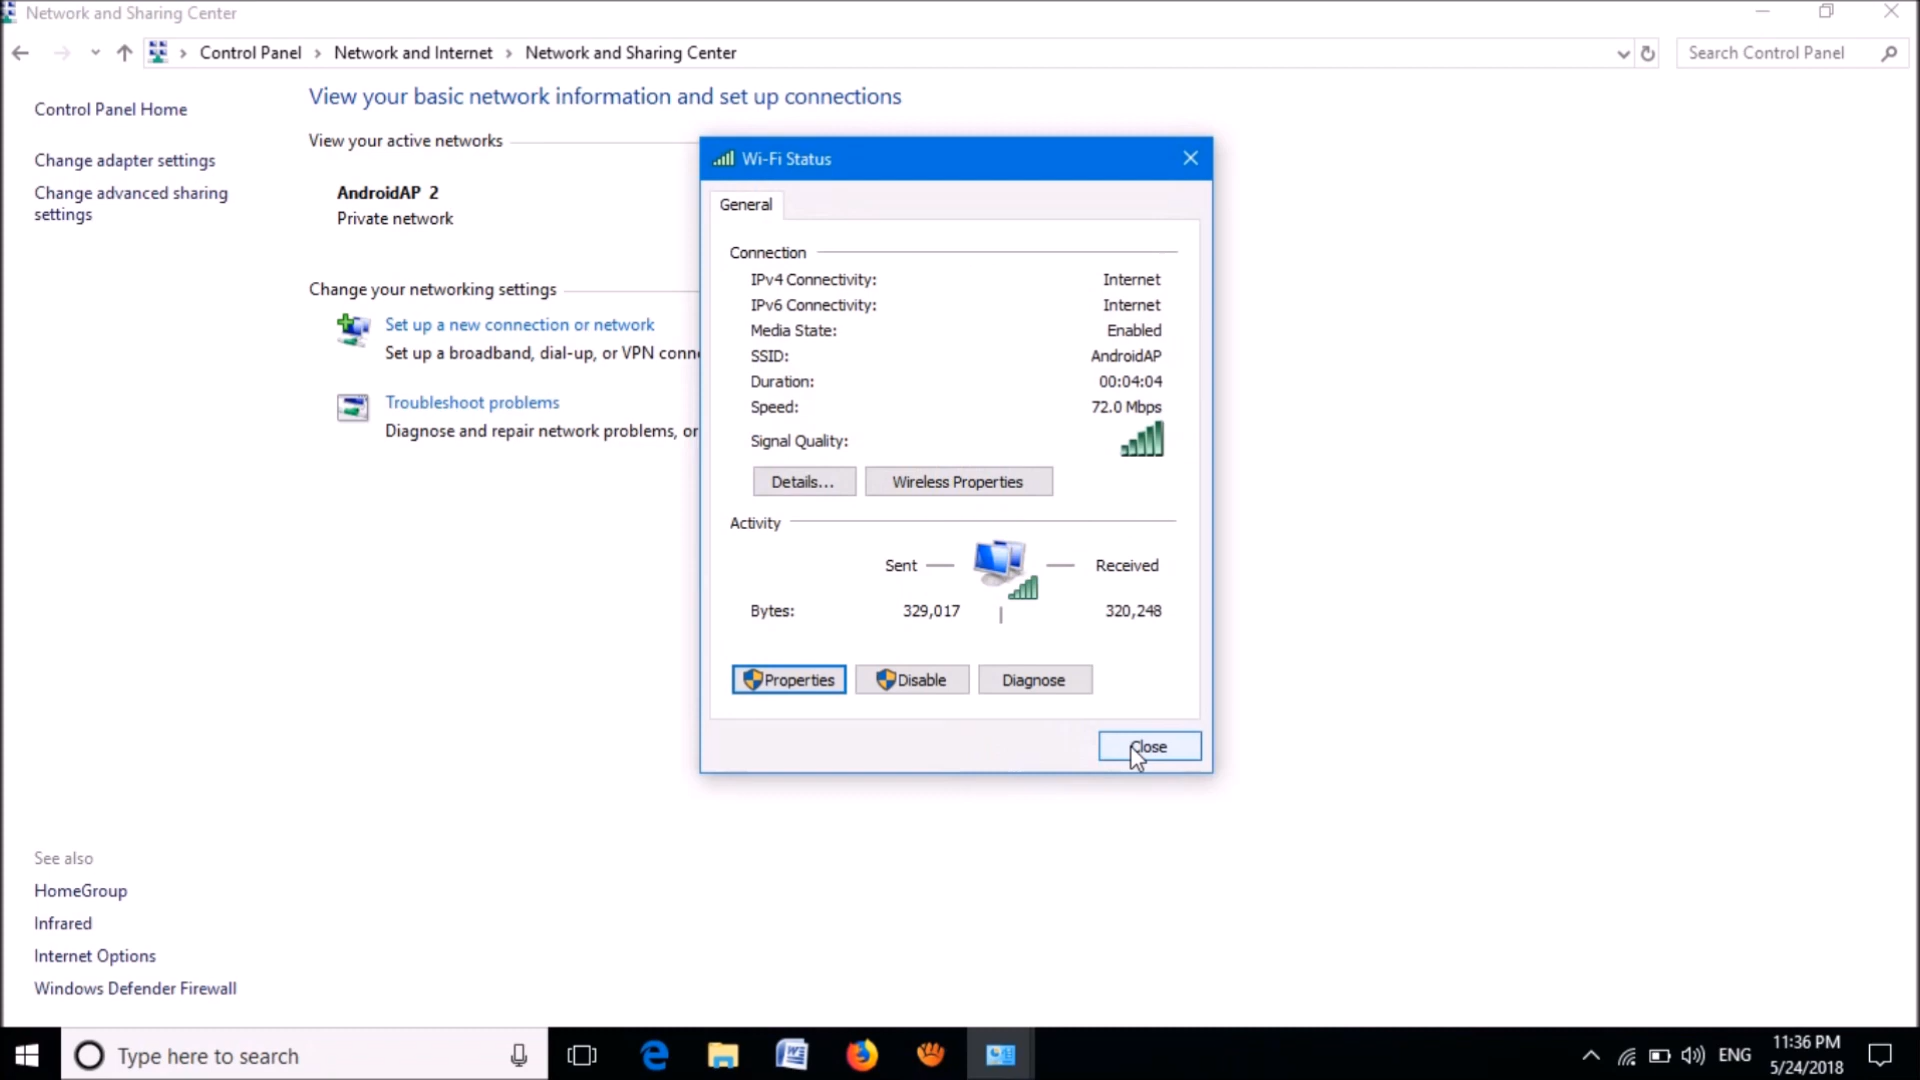 Network and Sharing Center
Control Panel > Network and Internet > Network and Sharing Center
Search Control Panel
Control Panel Home
Change adapter settings
Change advanced sharing
settings
View your basic network information and set up connections
View your active networks
AndroidAP 2
Private network
Change your networking settings
Set up a new connection or network
Set up a broadband, dial-up, or VPN conne
Troubleshoot problems
Diagnose and repair network problems, or
Wi-Fi Status
General
Connection
IPv4 Connectivity: Internet
IPv6 Connectivity: Internet
Media State: Enabled
SSID: AndroidAP
Duration: 00:04:04
Speed: 72.0 Mbps
Signal Quality:
Details... Wireless Properties
Activity
Sent Received
Bytes: 329,017 320,248
Properties Disable Diagnose
Close
See also
HomeGroup
Infrared
Internet Options
Windows Defender Firewall
Type here to search
ENG
11:36 PM
5/24/2018